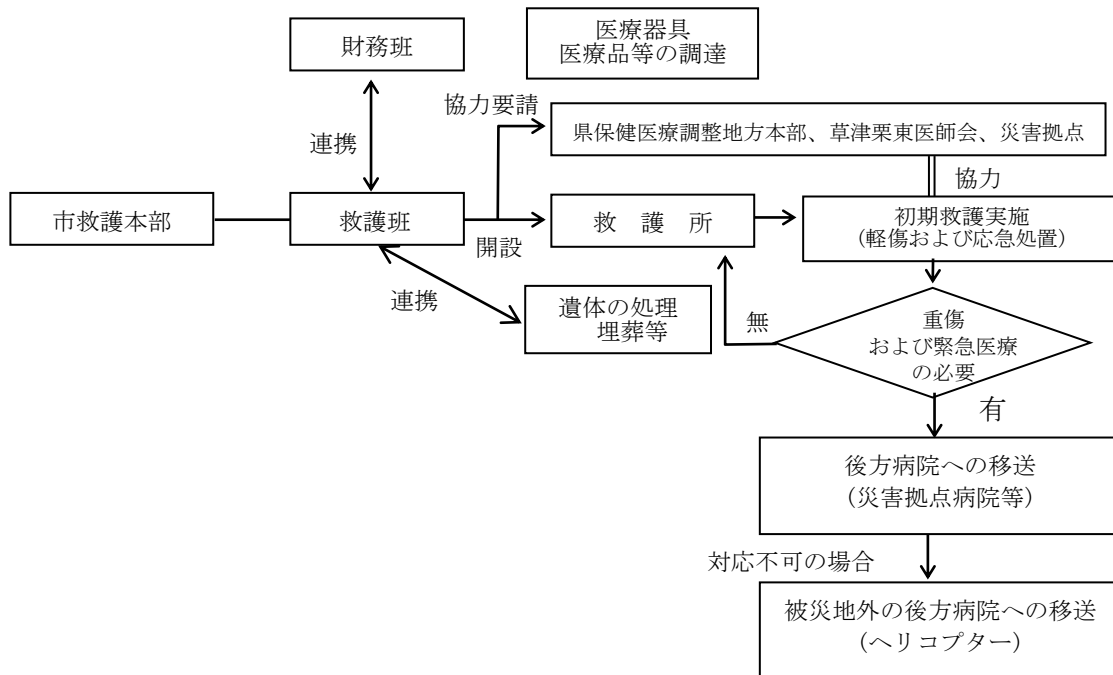 財務班
医療器具
医療品等の調達
協力要請
連携
県保健医療調整地方本部、草津栗東医師会、災害拠点
協力
市救護本部
救護班
開設
救　護　所
初期救護実施
(軽傷および応急処置)
連携
遺体の処理
埋葬等
無
重傷
および緊急医療
の必要
有
後方病院への移送
（災害拠点病院等）
対応不可の場合
被災地外の後方病院への移送
（ヘリコプター）